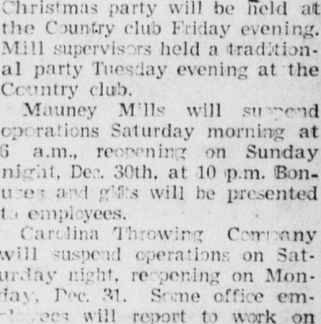 Christmas party will be held at
the Country club Friday evening.
Mill supervisors held a tradition-
al party Tuesday evening at the
Country club.
Mauney Mills will suspend
operations Saturday morning at
6 a.m., reopening on Sunday
night, Dec. 30th, at 10 p.m. Bon-
uses and gifts will be presented
to employees.
Carolina Throwing Company
will suspend operations on Sat-
urday night, reopening on Mon-
day, Dec. 31. Some office em-
ployees will report to work on